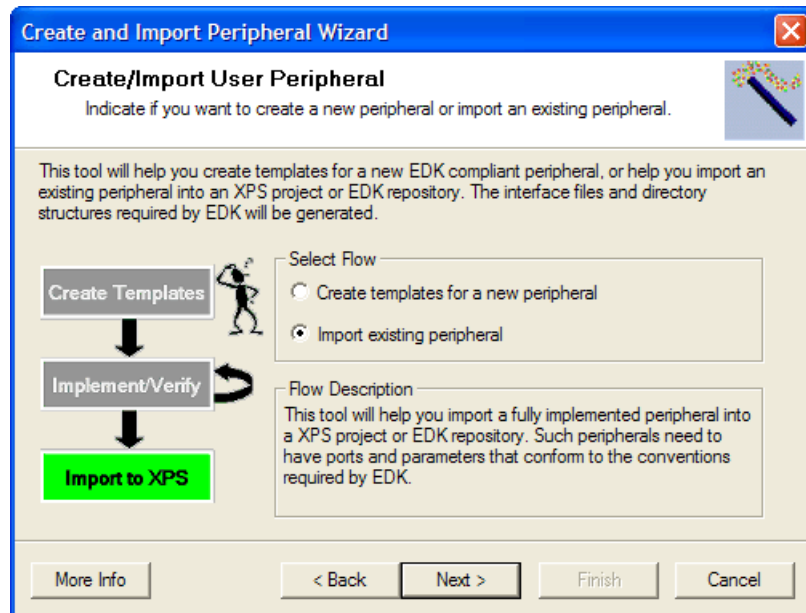 Create and Import Peripheral Wizard
Create/Import User Peripheral
Indicate if you want to create a new peripheral or import an existing peripheral.
This tool will help you create templates for a new EDK compliant peripheral, or help you import an
existing peripheral into an XPS project or EDK repository. The interface files and directory
structures required by EDK will be generated.
Create Templates
Implement/Verify
Import to XPS
Select Flow
Create templates for a new peripheral
Import existing peripheral
Flow Description
This tool will help you import a fully implemented peripheral into
a XPS project or EDK repository. Such peripherals need to
have ports and parameters that conform to the conventions
required by EDK.
More Info
< Back
Next >
Finish
Cancel